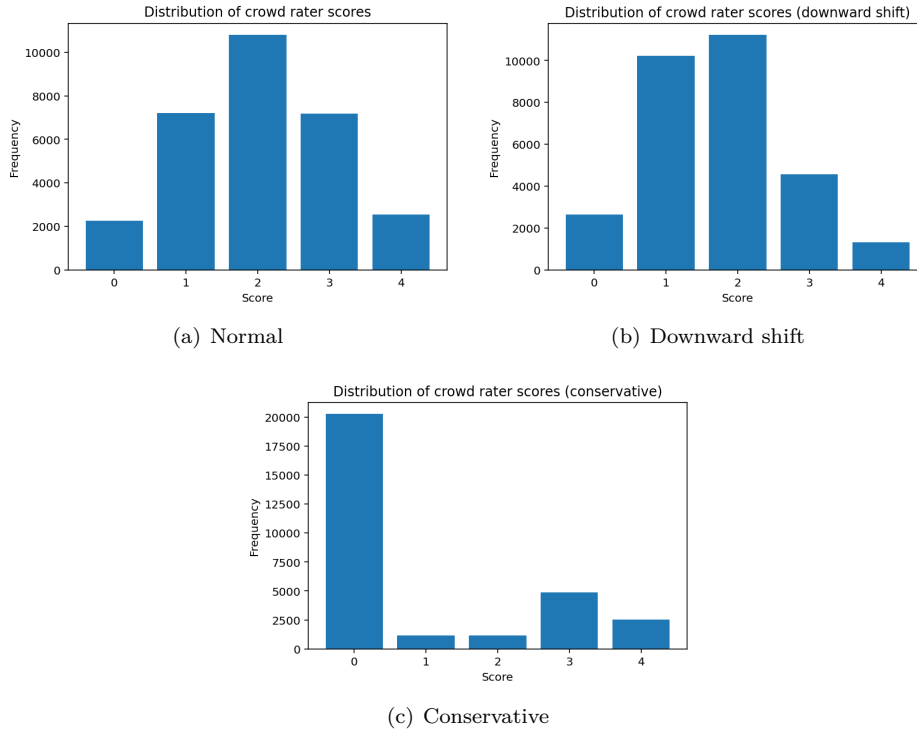 Distribution of crowd rater scores
10000
8000
6000
4000
2000
0
Frequency
0 1 2 3 4
Score
(a) Normal
Distribution of crowd rater scores (downward shift)
10000
8000
6000
4000
2000
0
Frequency
0 1 2 3 4
Score
(b) Downward shift
Distribution of crowd rater scores (conservative)
20000
17500
15000
12500
10000
7500
5000
2500
0
Frequency
0 1 2 3 4
Score
(c) Conservative